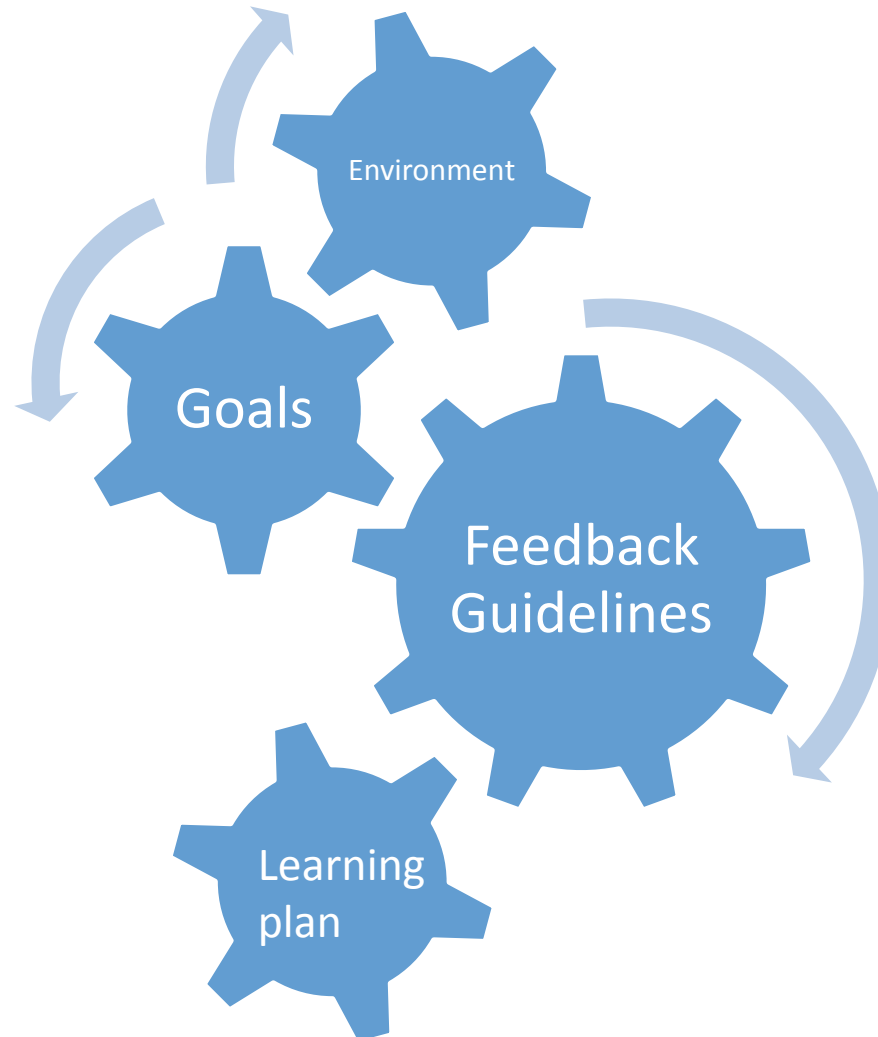 Environment
Goals
Feedback
Guidelines
Learning
plan